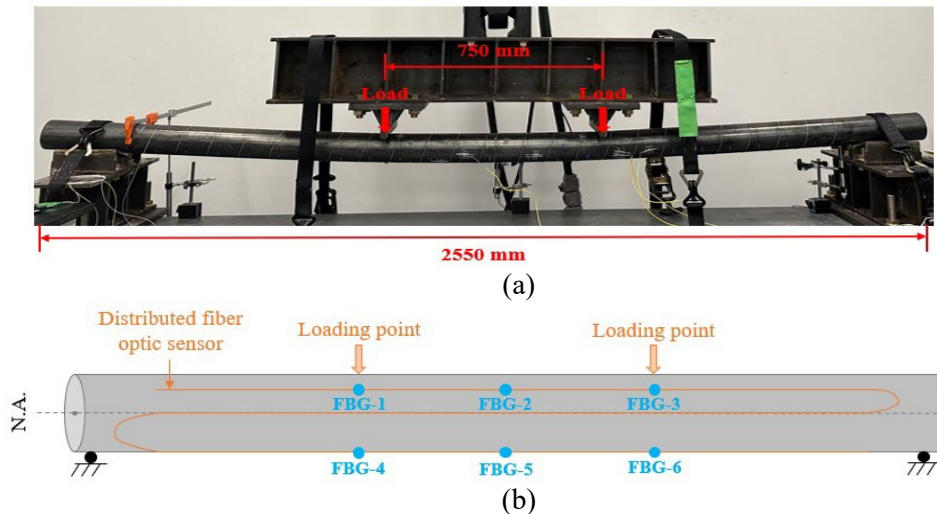 750 mm
Load
Load
2550 mm
(a)
Distributed fiber
optic sensor
Loading point
Loading point
N.A.
FBG-1
FBG-2
FBG-3
FBG-4
FBG-5
FBG-6
(b)